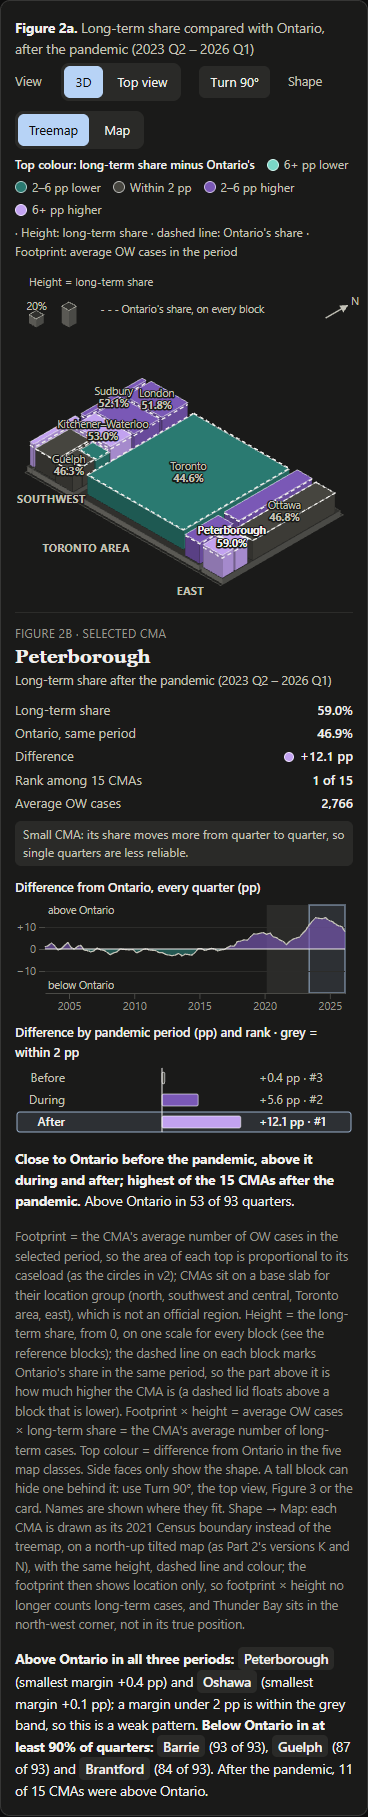 Figure 2a. Long-term share compared with Ontario,
after the pandemic (2023 Q2 – 2026 Q1)
View 3D Top view Turn 90° Shape
Treemap Map
Top colour: long-term share minus Ontario's 6+ pp lower
2–6 pp lower Within 2 pp 2–6 pp higher
6+ pp higher
· Height: long-term share · dashed line: Ontario's share ·
Footprint: average OW cases in the period
Height = long-term share
20%
- - - Ontario's share, on every block
N
Sudbury
52.1%
London
51.8%
Kitchener-Waterloo
53.0%
Guelph
46.3%
Toronto
44.6%
Ottawa
46.8%
Peterborough
59.0%
SOUTHWEST
TORONTO AREA
EAST
FIGURE 2B · SELECTED CMA
Peterborough
Long-term share after the pandemic (2023 Q2 – 2026 Q1)
Long-term share 59.0%
Ontario, same period 46.9%
Difference +12.1 pp
Rank among 15 CMAs 1 of 15
Average OW cases 2,766
Small CMA: its share moves more from quarter to quarter, so
single quarters are less reliable.
Difference from Ontario, every quarter (pp)
above Ontario
+10
0
−10
below Ontario
2005 2010 2015 2020 2025
Difference by pandemic period (pp) and rank · grey =
within 2 pp
Before +0.4 pp · #3
During +5.6 pp · #2
After +12.1 pp · #1
Close to Ontario before the pandemic, above it
during and after; highest of the 15 CMAs after the
pandemic. Above Ontario in 53 of 93 quarters.
Footprint = the CMA's average number of OW cases in the
selected period, so the area of each top is proportional to its
caseload (as the circles in v2); CMAs sit on a base slab for
their location group (north, southwest and central, Toronto
area, east), which is not an official region. Height = the long-
term share, from 0, on one scale for every block (see the
reference blocks); the dashed line on each block marks
Ontario's share in the same period, so the part above it is
how much higher the CMA is (a dashed lid floats above a
block that is lower). Footprint × height = average OW cases
× long-term share = the CMA's average number of long-
term cases. Top colour = difference from Ontario in the five
map classes. Side faces only show the shape. A tall block can
hide one behind it: use Turn 90°, the top view, Figure 3 or the
card. Names are shown where they fit. Shape → Map: each
CMA is drawn as its 2021 Census boundary instead of the
treemap, on a north-up tilted map (as Part 2's versions K and
N), with the same height, dashed line and colour; the
footprint then shows location only, so footprint × height no
longer counts long-term cases, and Thunder Bay sits in the
north-west corner, not in its true position.
Above Ontario in all three periods: Peterborough
(smallest margin +0.4 pp) and Oshawa (smallest
margin +0.1 pp); a margin under 2 pp is within the grey
band, so this is a weak pattern. Below Ontario in at
least 90% of quarters: Barrie (93 of 93), Guelph (87
of 93) and Brantford (84 of 93). After the pandemic, 11
of 15 CMAs were above Ontario.